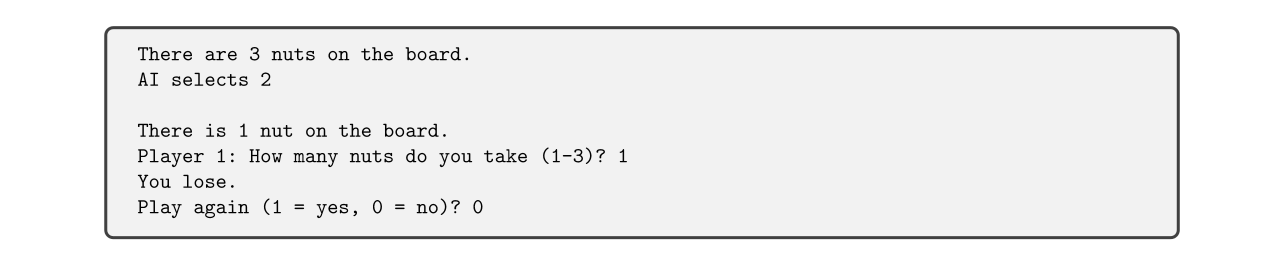 There are 3 nuts on the board.
AI selects 2
There is 1 nut on the board.
Player 1: How many nuts do you take (1-3)? 1
You lose.
Play again (1 = yes, 0 = no)? 0